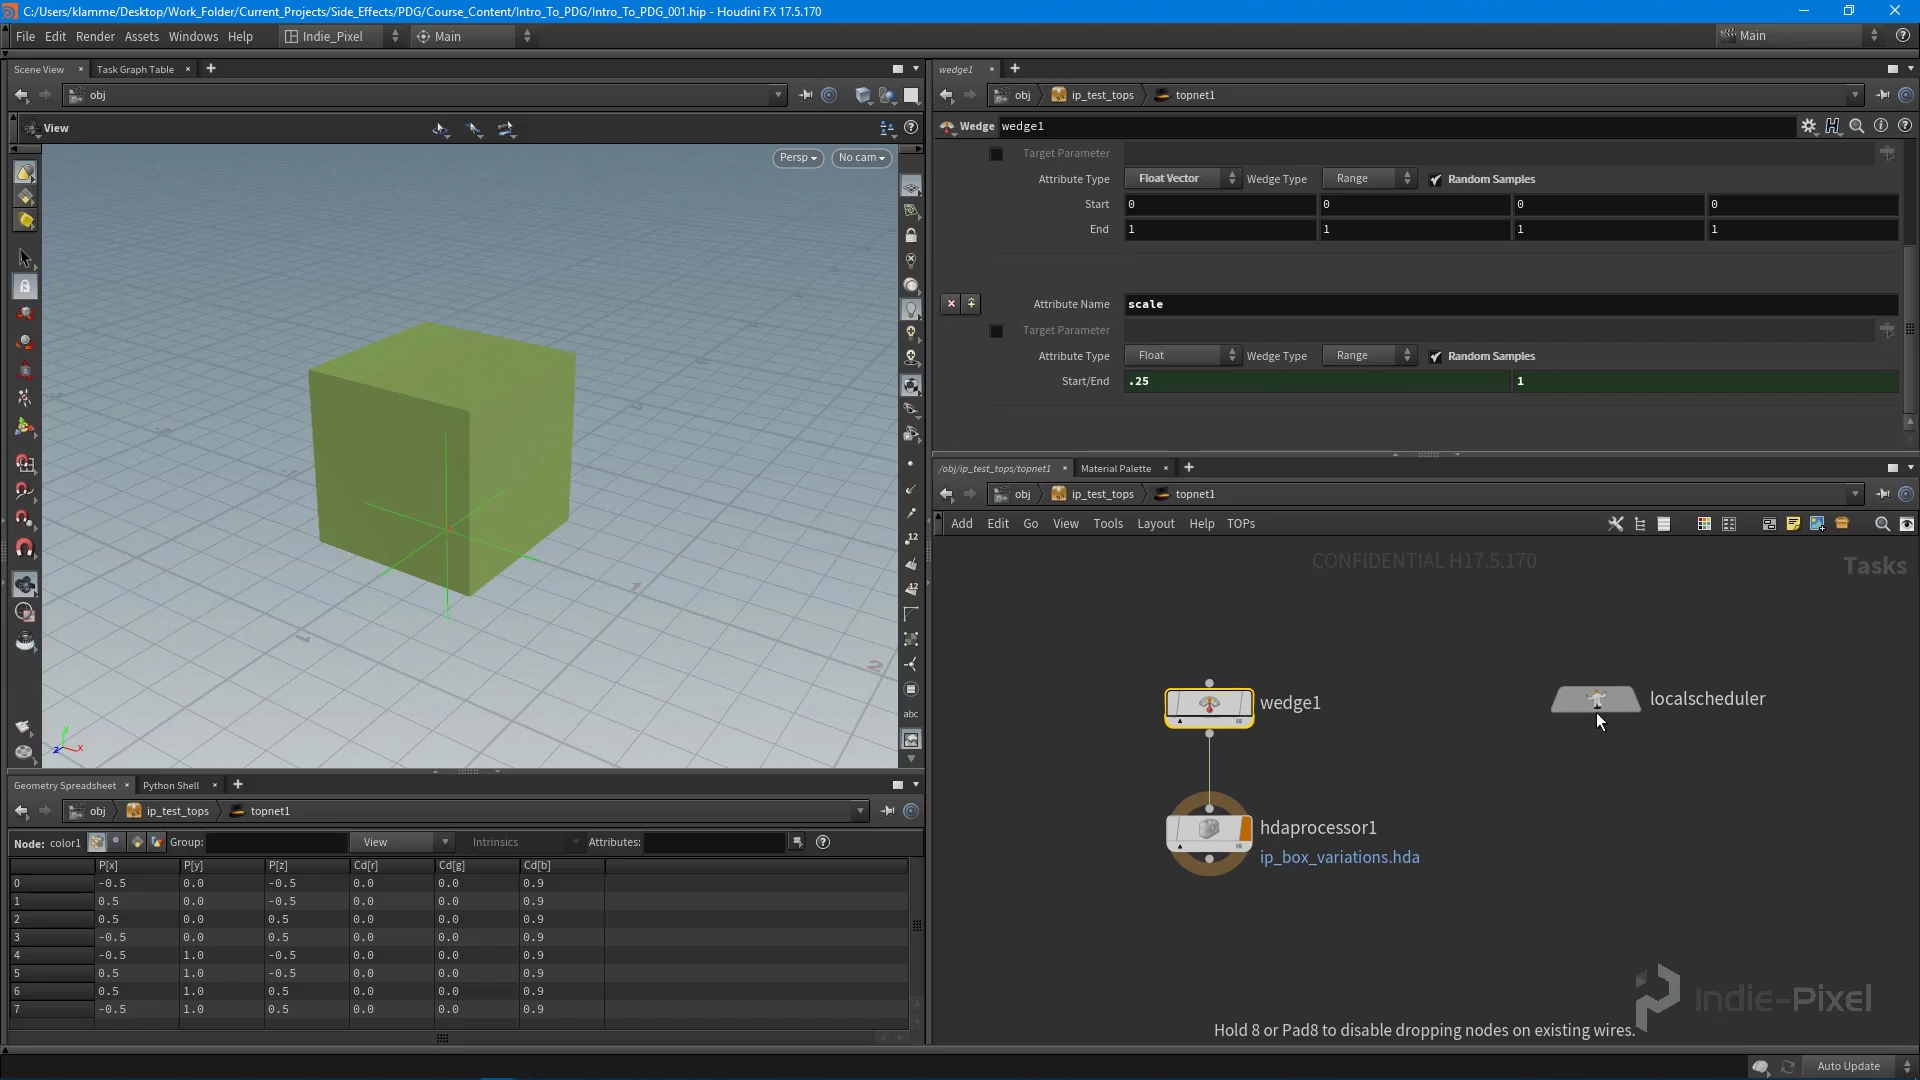 C:/Users/klamme/Desktop/Work_Folder/Current_Projects/Side_Effects/PDG/Course_Content/Intro_To_PDG/Intro_To_PDG_001.hip - Houdini FX 17.5.170
File Edit Render Assets Windows Help Indie_Pixel Main Main
Scene View Task Graph Table
obj
View
Persp No cam
abc
Geometry Spreadsheet Python Shell
obj ip_test_tops topnet1
Node: color1 Group: View Intrinsics Attributes:
P[x] P[y] P[z] Cd[r] Cd[g] Cd[b]
0 -0.5 0.0 -0.5 0.0 0.0 0.9
1 0.5 0.0 -0.5 0.0 0.0 0.9
2 0.5 0.0 0.5 0.0 0.0 0.9
3 -0.5 0.0 0.5 0.0 0.0 0.9
4 -0.5 1.0 -0.5 0.0 0.0 0.9
5 0.5 1.0 -0.5 0.0 0.0 0.9
6 0.5 1.0 0.5 0.0 0.0 0.9
7 -0.5 1.0 0.5 0.0 0.0 0.9
wedge1
obj ip_test_tops topnet1
Wedge wedge1
Target Parameter
Attribute Type Float Vector Wedge Type Range Random Samples
Start 0 0 0 0
End 1 1 1 1
Attribute Name scale
Target Parameter
Attribute Type Float Wedge Type Range Random Samples
Start/End .25 1
/obj/ip_test_tops/topnet1 Material Palette
obj ip_test_tops topnet1
Add Edit Go View Tools Layout Help TOPs
CONFIDENTIAL H17.5.170
Tasks
wedge1
localscheduler
hdaprocessor1
ip_box_variations.hda
Indie-Pixel
Hold 8 or Pad8 to disable dropping nodes on existing wires.
Auto Update